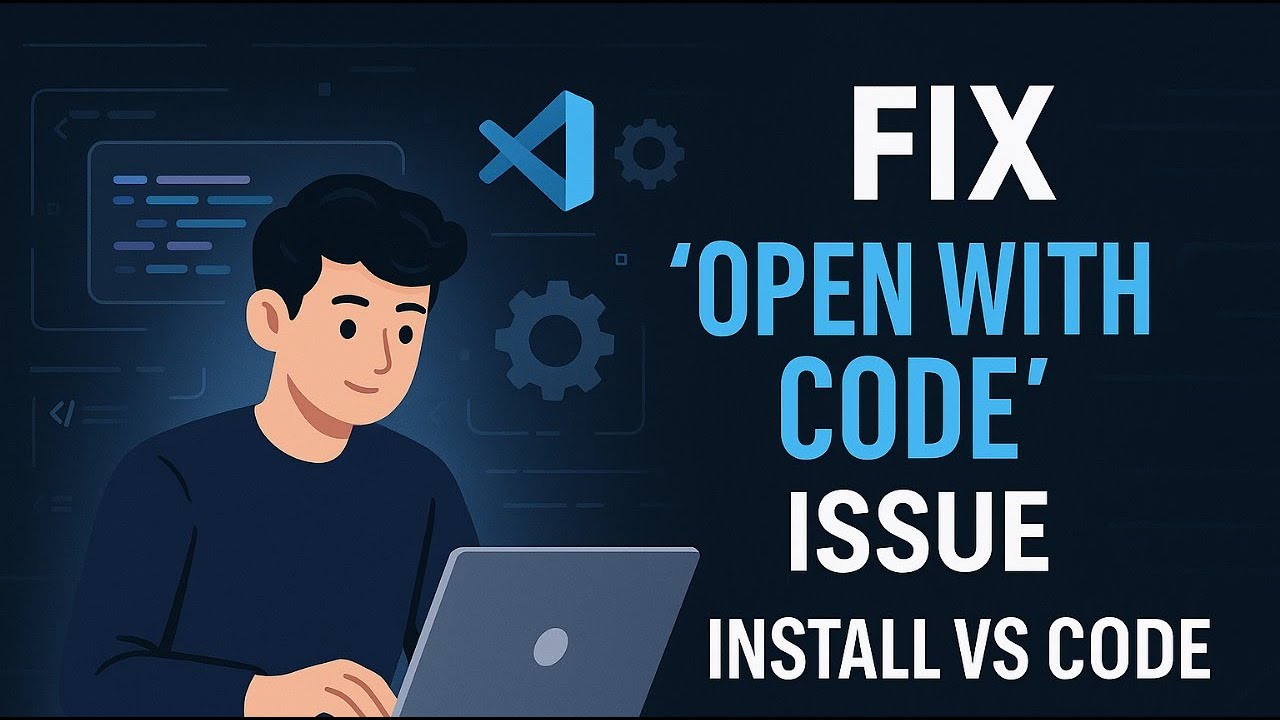 FIX
‘OPEN WITH
CODE’
ISSUE
INSTALL VS CODE